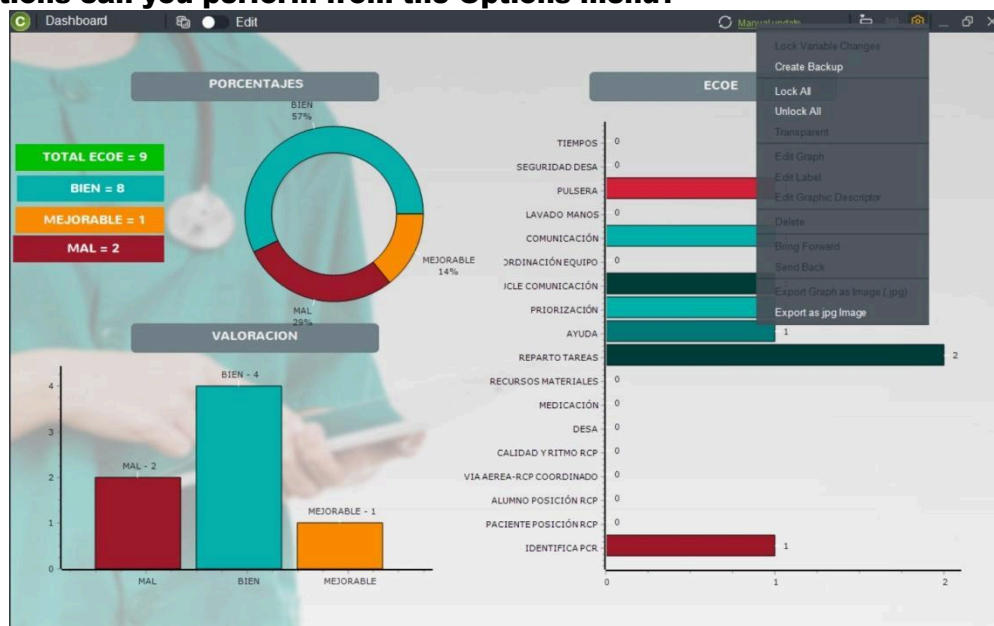 tions can you perform from the Options menu?
C Dashboard Edit Manual update
Lock Variable Changes
Create Backup
Lock All
Unlock All
Transparent
Edit Graph
Edit Label
Edit Graphic Descriptor
Delete
Bring Forward
Send Back
Export Graph as Image (.jpg)
Export as jpg Image
PORCENTAJES
BIEN
57%
MEJORABLE
14%
MAL
29%
TOTAL ECOE = 9
BIEN = 8
MEJORABLE = 1
MAL = 2
VALORACION
4
3
2
1
0
MAL - 2
BIEN - 4
MEJORABLE - 1
MAL BIEN MEJORABLE
ECOE
TIEMPOS 0
SEGURIDAD DESA 0
PULSERA
LAVADO MANOS 0
COMUNICACIÓN
ORDINACIÓN EQUIPO 0
UCLE COMUNICACIÓN
PRIORIZACIÓN
AYUDA 1
REPARTO TAREAS 2
RECURSOS MATERIALES 0
MEDICACIÓN 0
DESA 0
CALIDAD Y RITMO RCP 0
VIA AEREA-RCP COORDINADO 0
ALUMNO POSICIÓN RCP 0
PACIENTE POSICIÓN RCP 0
IDENTIFICA PCR 1
0 1 2